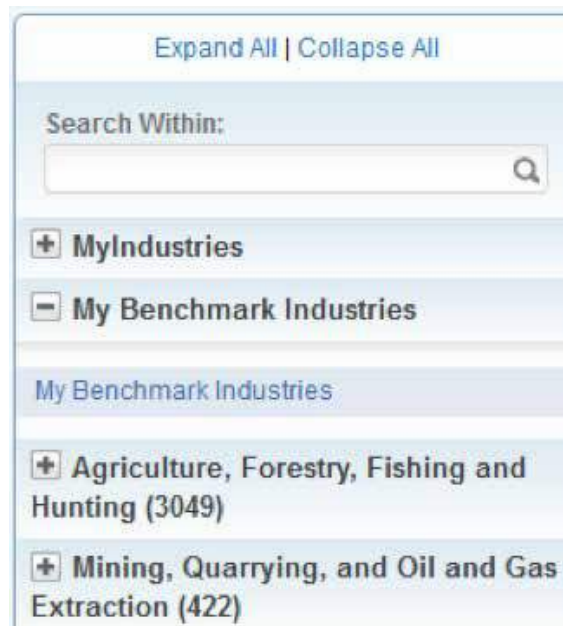 Expand All | Collapse All
Search Within:
MyIndustries
My Benchmark Industries
My Benchmark Industries
Agriculture, Forestry, Fishing and
Hunting (3049)
Mining, Quarrying, and Oil and Gas
Extraction (422)